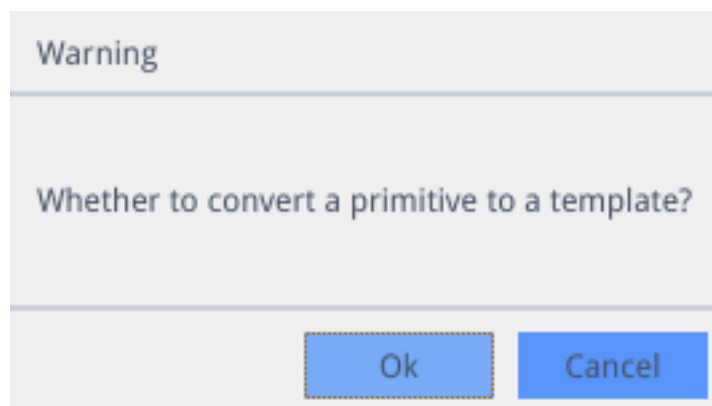 Warning
Whether to convert a primitive to a template?
Ok
Cancel